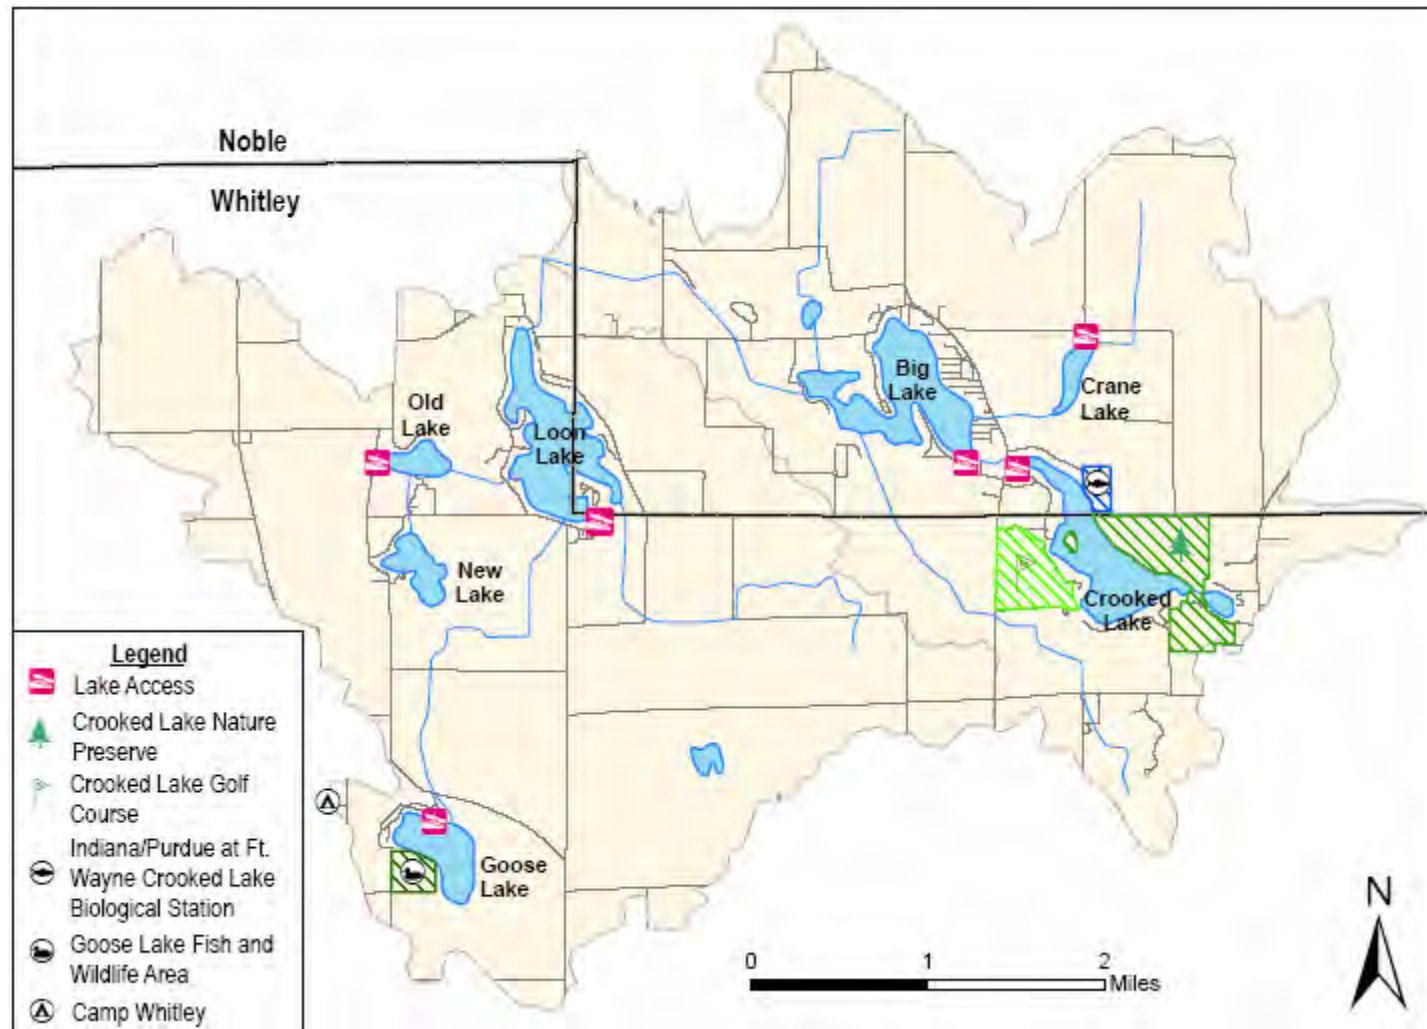 Noble
Whitley
Old
Lake
Loon
Lake
Big
Lake
Crane
Lake
New
Lake
Crooked
Lake
Goose
Lake
Legend
Lake Access
Crooked Lake Nature
Preserve
Crooked Lake Golf
Course
Indiana/Purdue at Ft.
Wayne Crooked Lake
Biological Station
Goose Lake Fish and
Wildlife Area
Camp Whitley
0 1 2
Miles
N